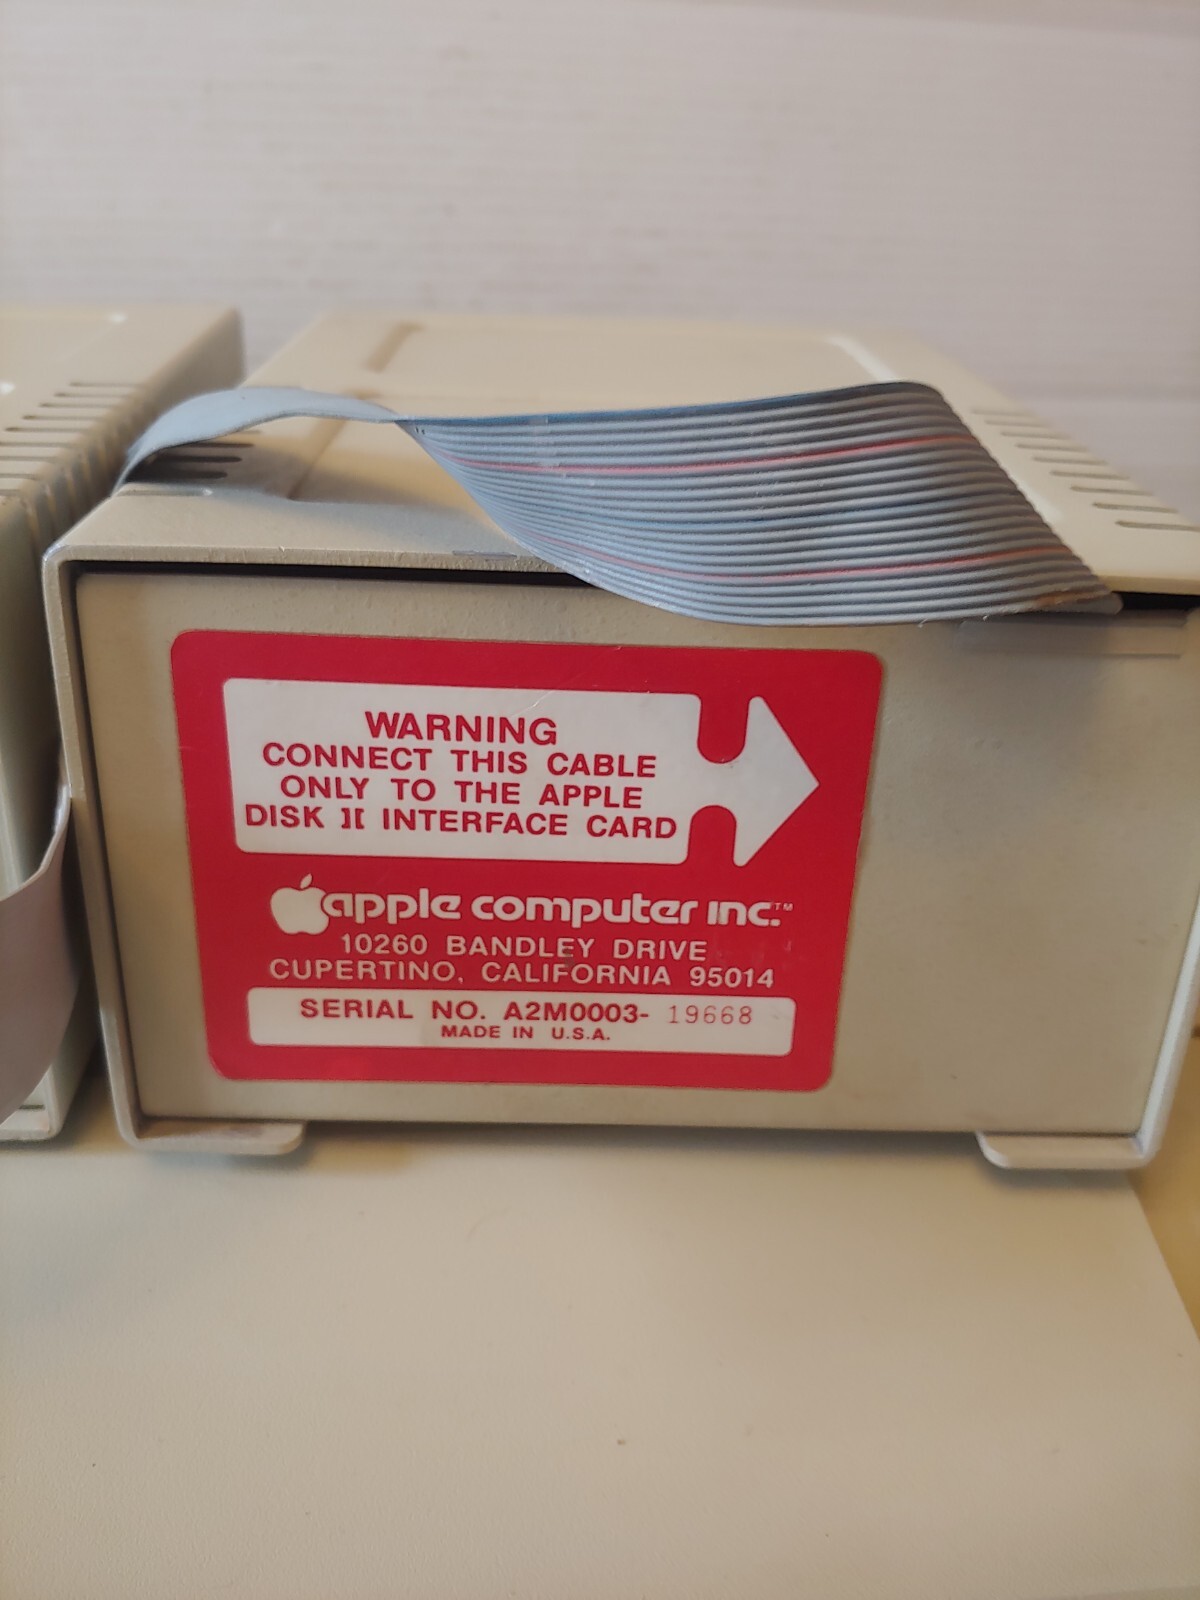 WARNING
CONNECT THIS CABLE
ONLY TO THE APPLE
DISK ][ INTERFACE CARD
apple computer inc.™
10260 BANDLEY DRIVE
CUPERTINO, CALIFORNIA 95014
SERIAL NO. A2M0003- 19668
MADE IN U.S.A.